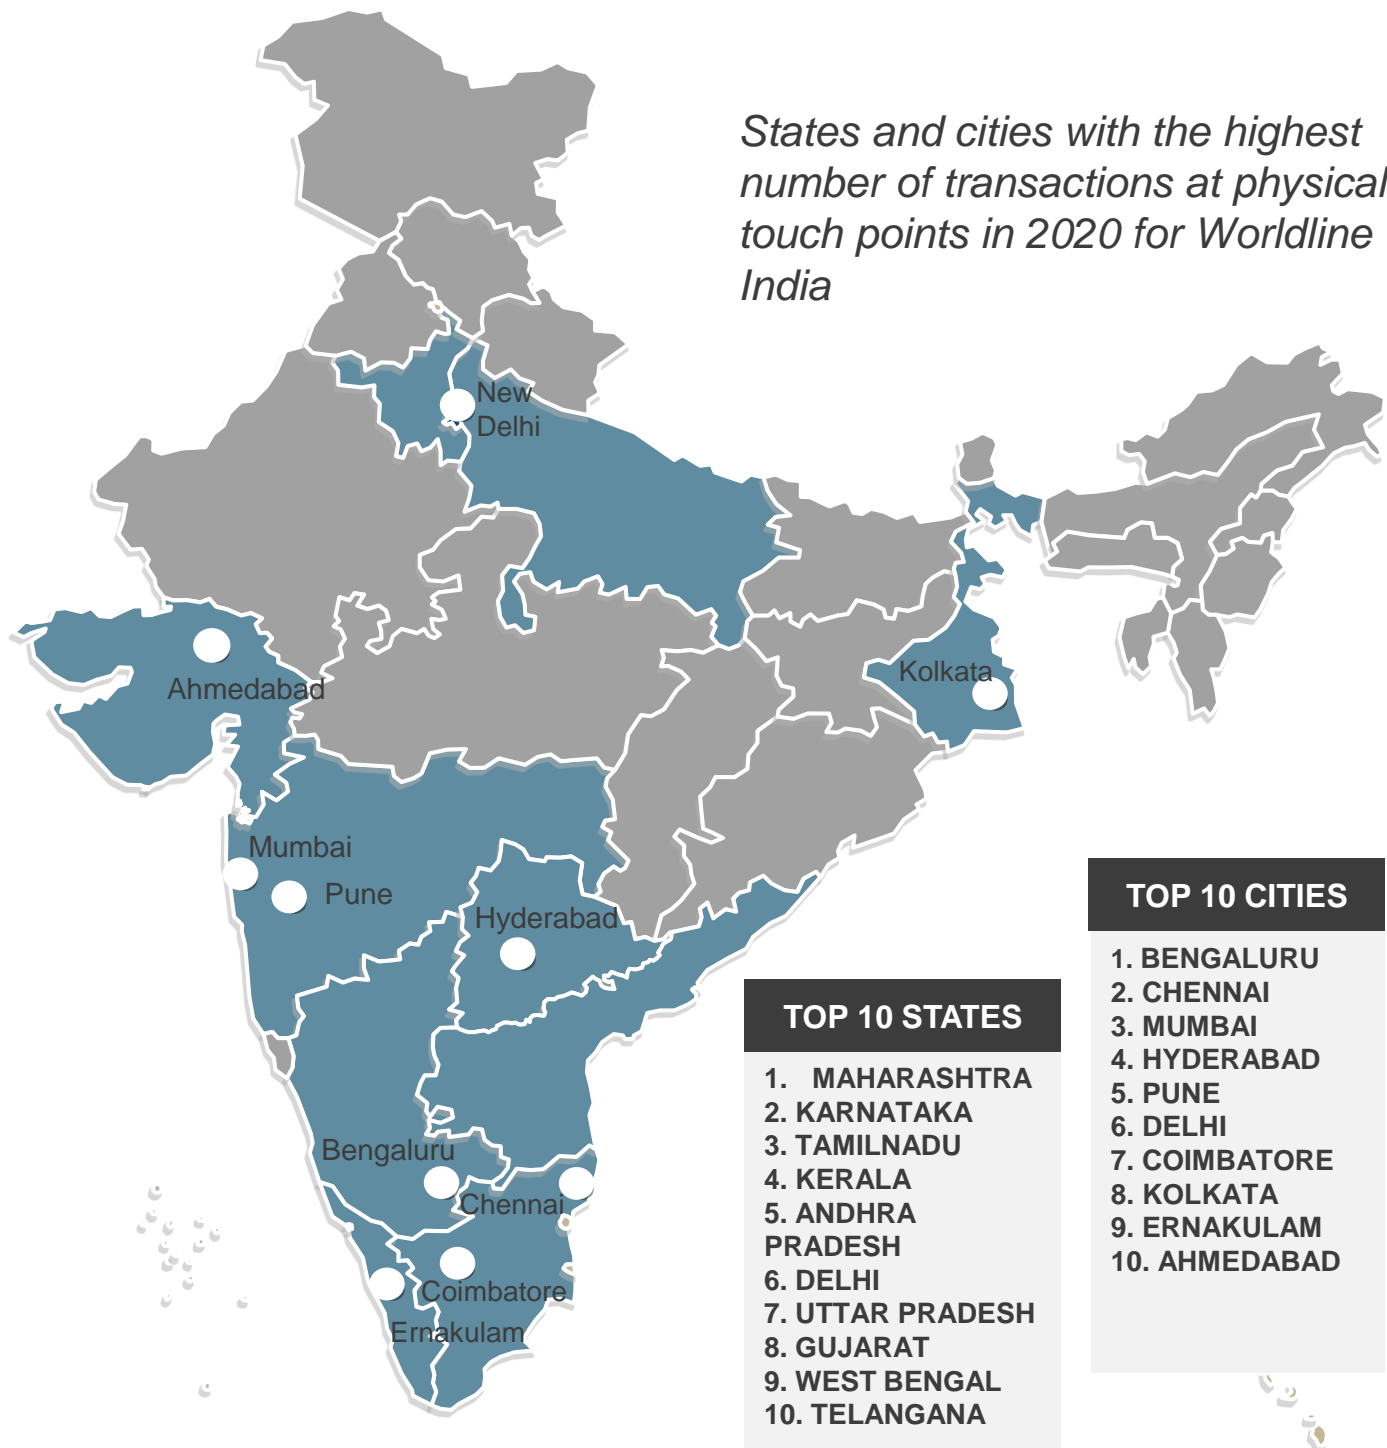 States and cities with the highest
number of transactions at physical
touch points in 2020 for Worldline
India
New
Delhi
Ahmedabad
Kolkata
Mumbai
Pune
Hyderabad
Bengaluru
Chennai
Coimbatore
Ernakulam
TOP 10 STATES
1. MAHARASHTRA
2. KARNATAKA
3. TAMILNADU
4. KERALA
5. ANDHRA
PRADESH
6. DELHI
7. UTTAR PRADESH
8. GUJARAT
9. WEST BENGAL
10. TELANGANA
TOP 10 CITIES
1. BENGALURU
2. CHENNAI
3. MUMBAI
4. HYDERABAD
5. PUNE
6. DELHI
7. COIMBATORE
8. KOLKATA
9. ERNAKULAM
10. AHMEDABAD